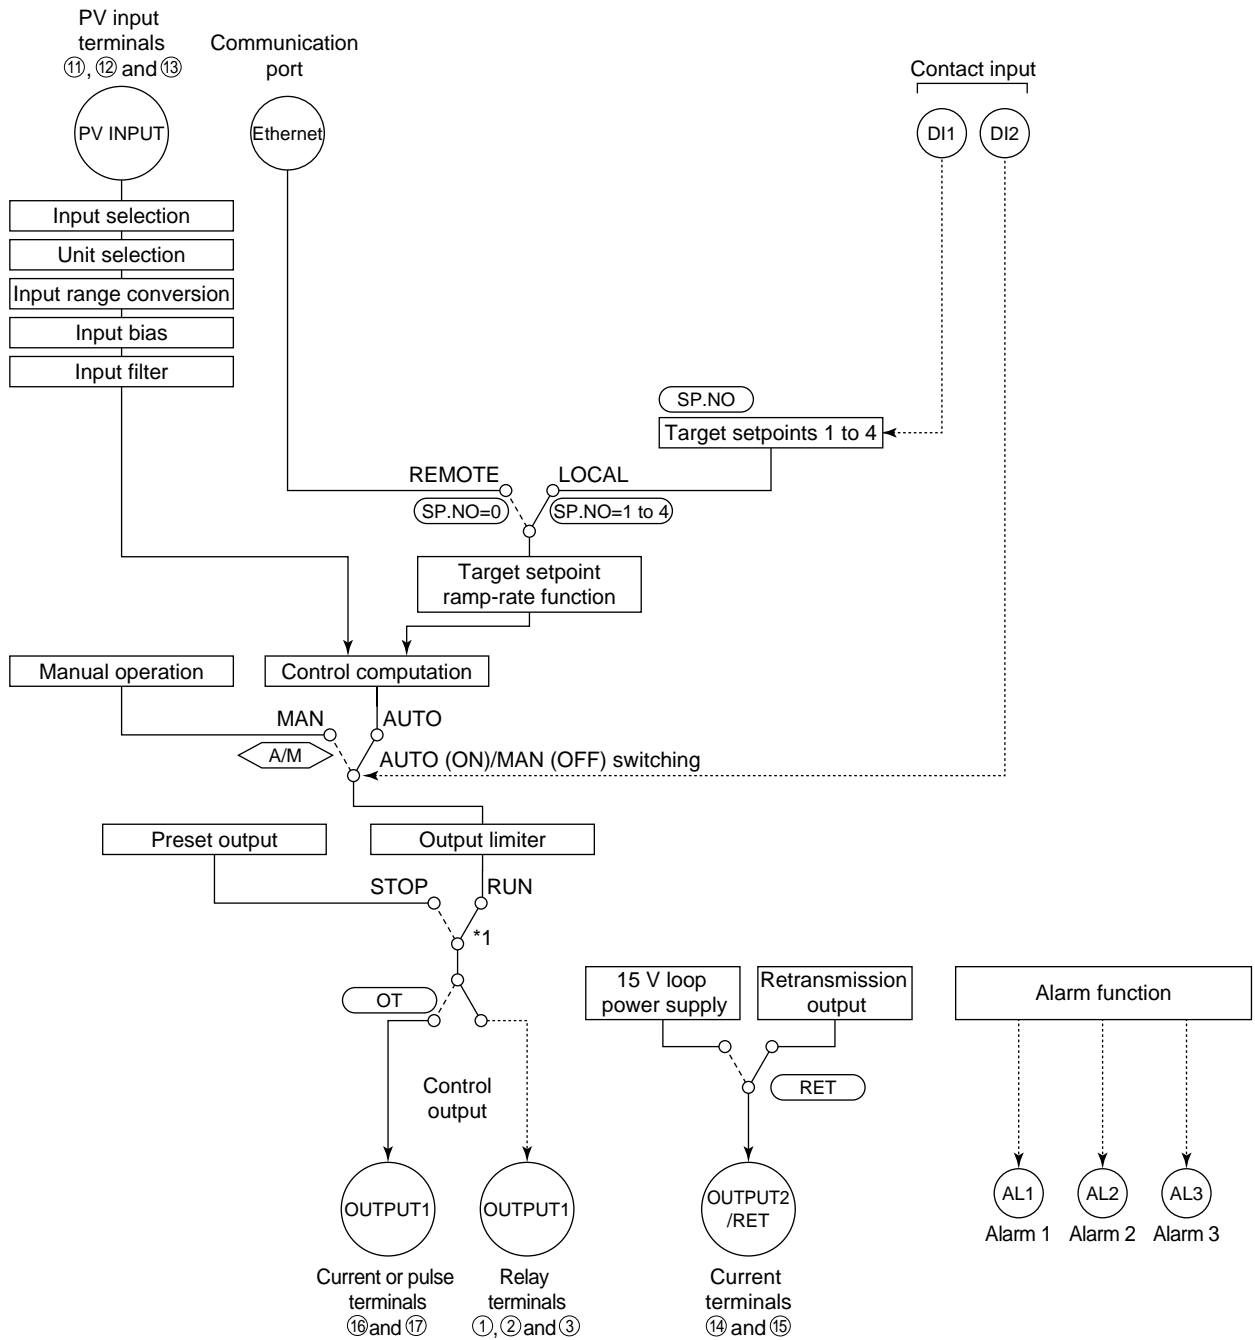 PV input
terminals
⑪, ⑫ and ⑬
Communication
port
Contact input
PV INPUT
Ethernet
DI1
DI2
Input selection
Unit selection
Input range conversion
Input bias
Input filter
SP.NO
Target setpoints 1 to 4
REMOTE
LOCAL
SP.NO=0
SP.NO=1 to 4
Target setpoint
ramp-rate function
Manual operation
Control computation
MAN
AUTO
A/M
AUTO (ON)/MAN (OFF) switching
Preset output
Output limiter
STOP
RUN
*1
OT
15 V loop
power supply
Retransmission
output
Alarm function
RET
Control
output
OUTPUT1
OUTPUT1
OUTPUT2
/RET
AL1
AL2
AL3
Alarm 1
Alarm 2
Alarm 3
Current or pulse
terminals
⑯ and ⑰
Relay
terminals
①, ② and ③
Current
terminals
⑭ and ⑮